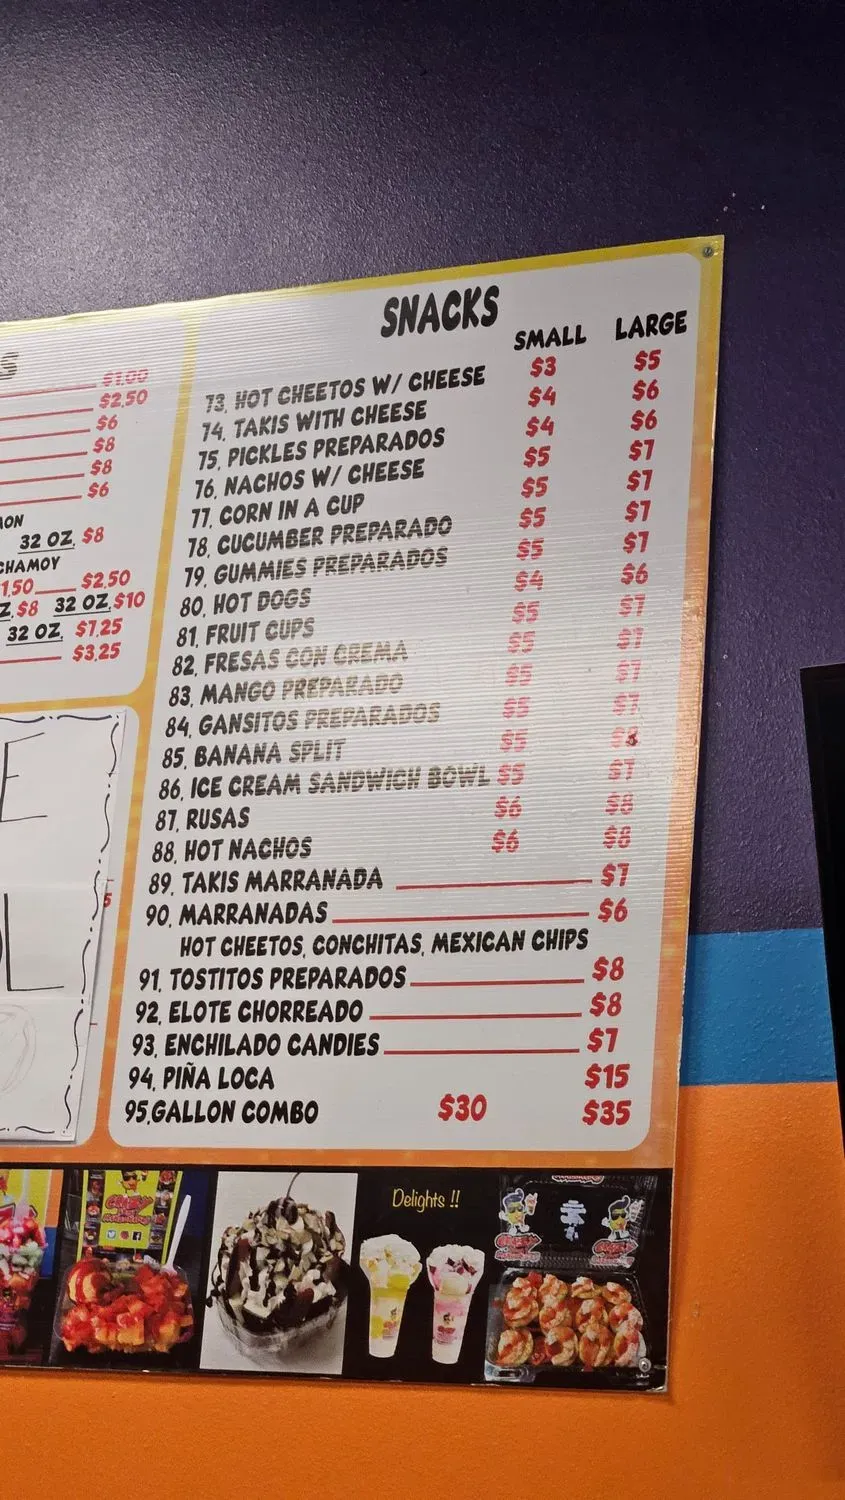 $1.00
$2.50
$6
$8
$8
$6
32 OZ. $8
CHAMOY
1.50 $2.50
$8 32 OZ. $10
32 OZ. $7.25
$3.25
E
OL
SNACKS
SMALL LARGE
73. HOT CHEETOS W/ CHEESE $3 $5
74. TAKIS WITH CHEESE $4 $6
75. PICKLES PREPARADOS $4 $6
76. NACHOS W/ CHEESE $5 $7
77. CORN IN A CUP $5 $7
78. CUCUMBER PREPARADO $5 $7
79. GUMMIES PREPARADOS $5 $7
80. HOT DOGS $4 $6
81. FRUIT CUPS $5 $7
82. FRESAS CON CREMA $5 $7
83. MANGO PREPARADO $5 $7
84. GANSITOS PREPARADOS $5 $7
85. BANANA SPLIT $5 $8
86. ICE CREAM SANDWICH BOWL $5 $7
87. RUSAS $6 $8
88. HOT NACHOS $6 $8
89. TAKIS MARRANADA $7
90. MARRANADAS $6
HOT CHEETOS, CONCHITAS, MEXICAN CHIPS
91. TOSTITOS PREPARADOS $8
92. ELOTE CHORREADO $8
93. ENCHILADO CANDIES $7
94. PIÑA LOCA $15
95. GALLON COMBO $30 $35
Delights !!